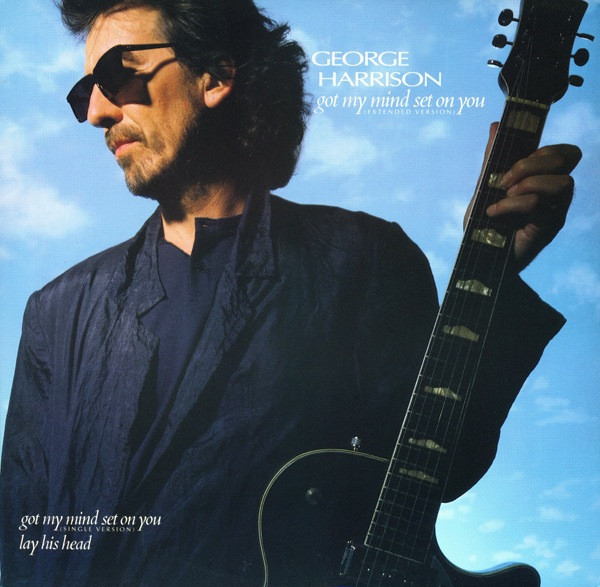 GEORGE
HARRISON
got my mind set on you
(EXTENDED VERSION)
got my mind set on you
(SINGLE VERSION)
lay his head